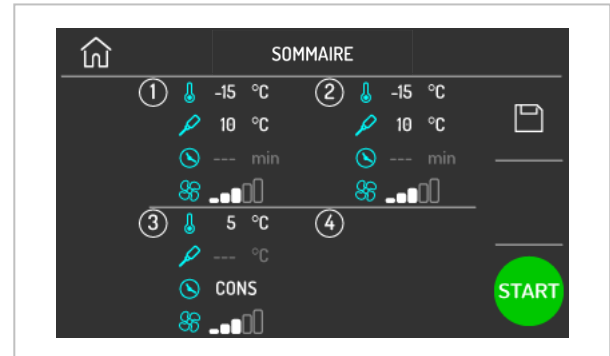 SOMMAIRE
1 -15 °C 2 -15 °C
10 °C 10 °C
--- min --- min
3 5 °C 4
--- °C
CONS
START